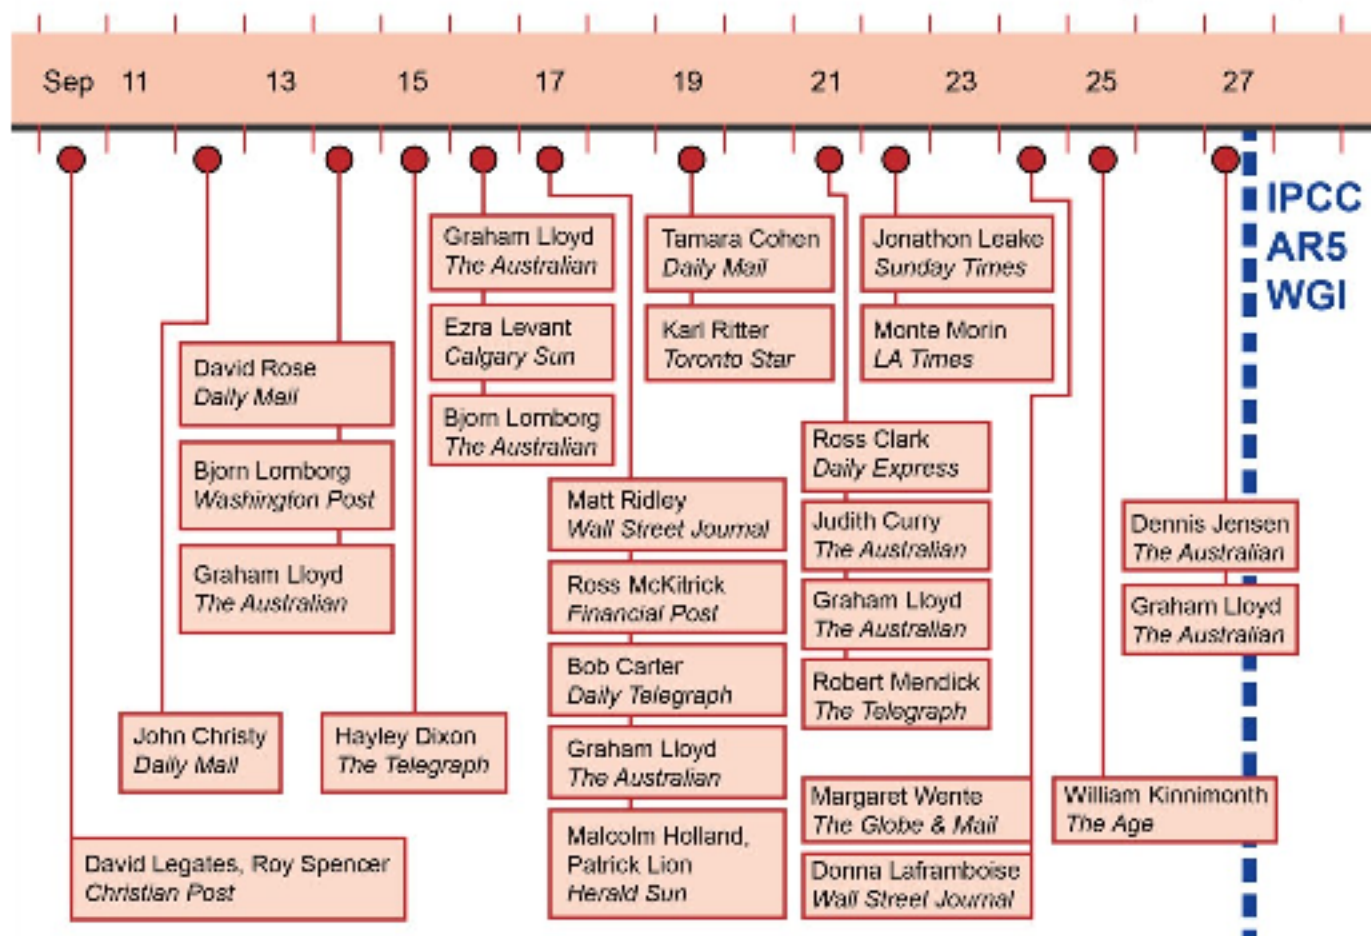 Sep 11 13 15 17 19 21 23 25 27
IPCC
AR5
WGI
Graham Lloyd
The Australian
Ezra Levant
Calgary Sun
Bjorn Lomborg
The Australian
Tamara Cohen
Daily Mail
Karl Ritter
Toronto Star
Jonathon Leake
Sunday Times
Monte Morin
LA Times
David Rose
Daily Mail
Bjorn Lomborg
Washington Post
Graham Lloyd
The Australian
Matt Ridley
Wall Street Journal
Ross McKitrick
Financial Post
Bob Carter
Daily Telegraph
Graham Lloyd
The Australian
Malcolm Holland,
Patrick Lion
Herald Sun
Ross Clark
Daily Express
Judith Curry
The Australian
Graham Lloyd
The Australian
Robert Mendick
The Telegraph
Dennis Jensen
The Australian
Graham Lloyd
The Australian
John Christy
Daily Mail
Hayley Dixon
The Telegraph
Margaret Wente
The Globe & Mail
Donna Laframboise
Wall Street Journal
William Kinnimonth
The Age
David Legates, Roy Spencer
Christian Post